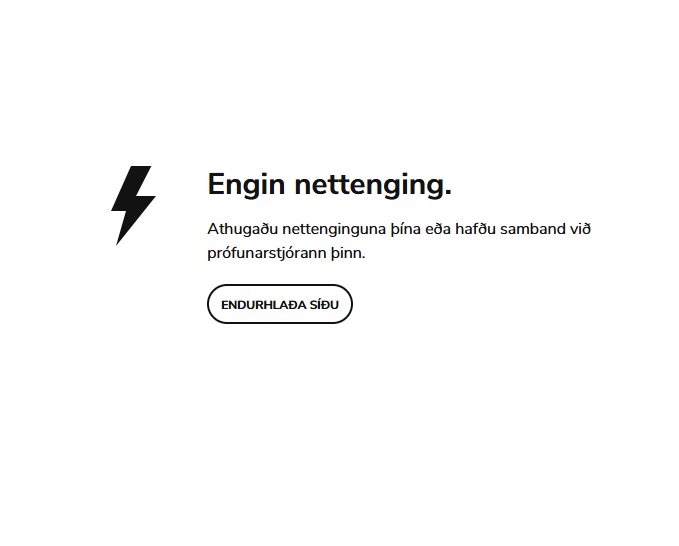 Engin nettenging.
Athugaðu nettenginguna þína eða hafðu samband við
prófunarstjórann þinn.
ENDURHLAÐA SÍÐU